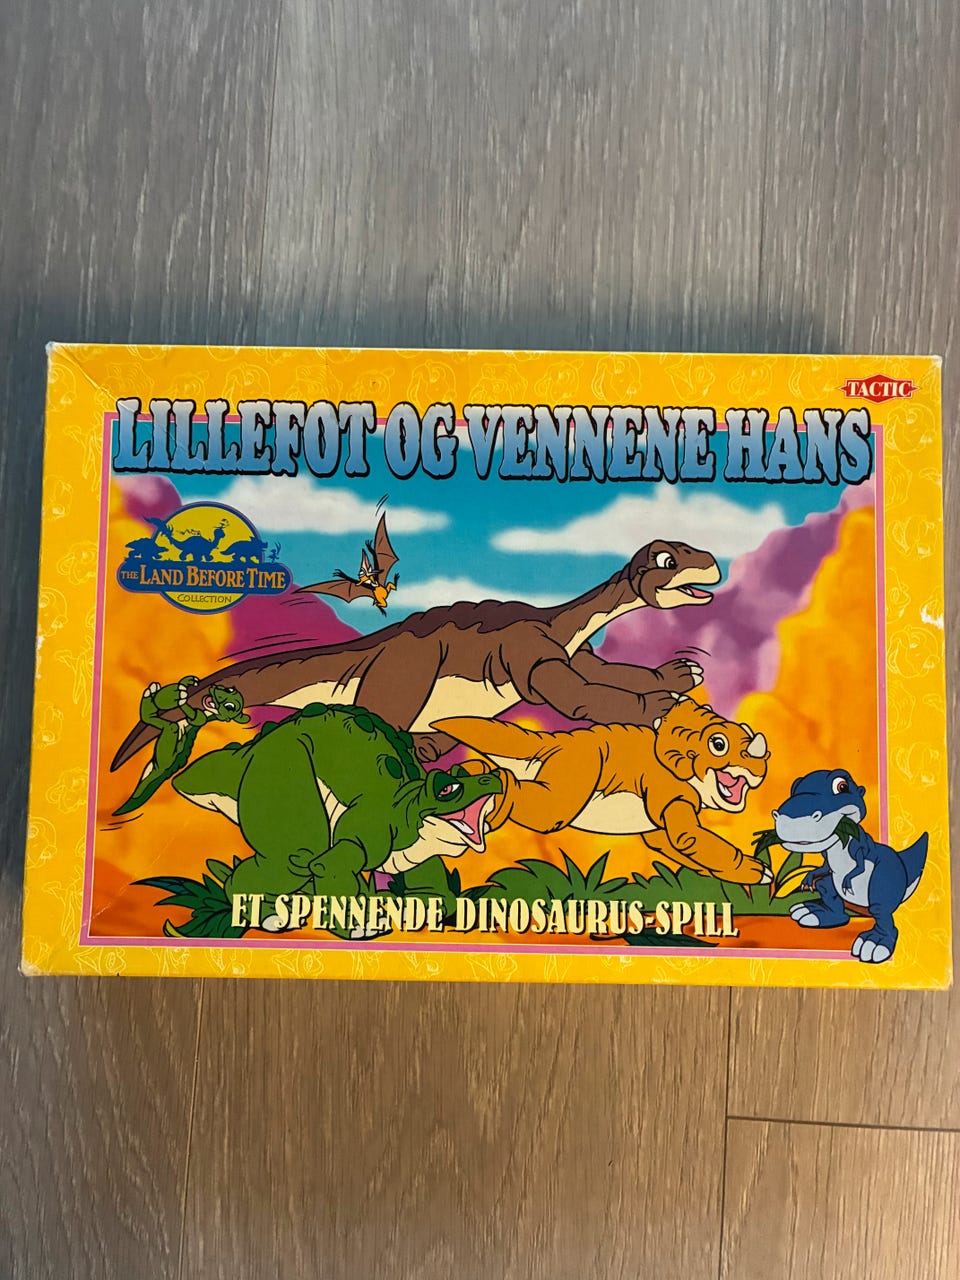 TACTIC
LILLEFOT OG VENNENE HANS
THE LAND BEFORE TIME
COLLECTION
ET SPENNENDE DINOSAURUS-SPILL